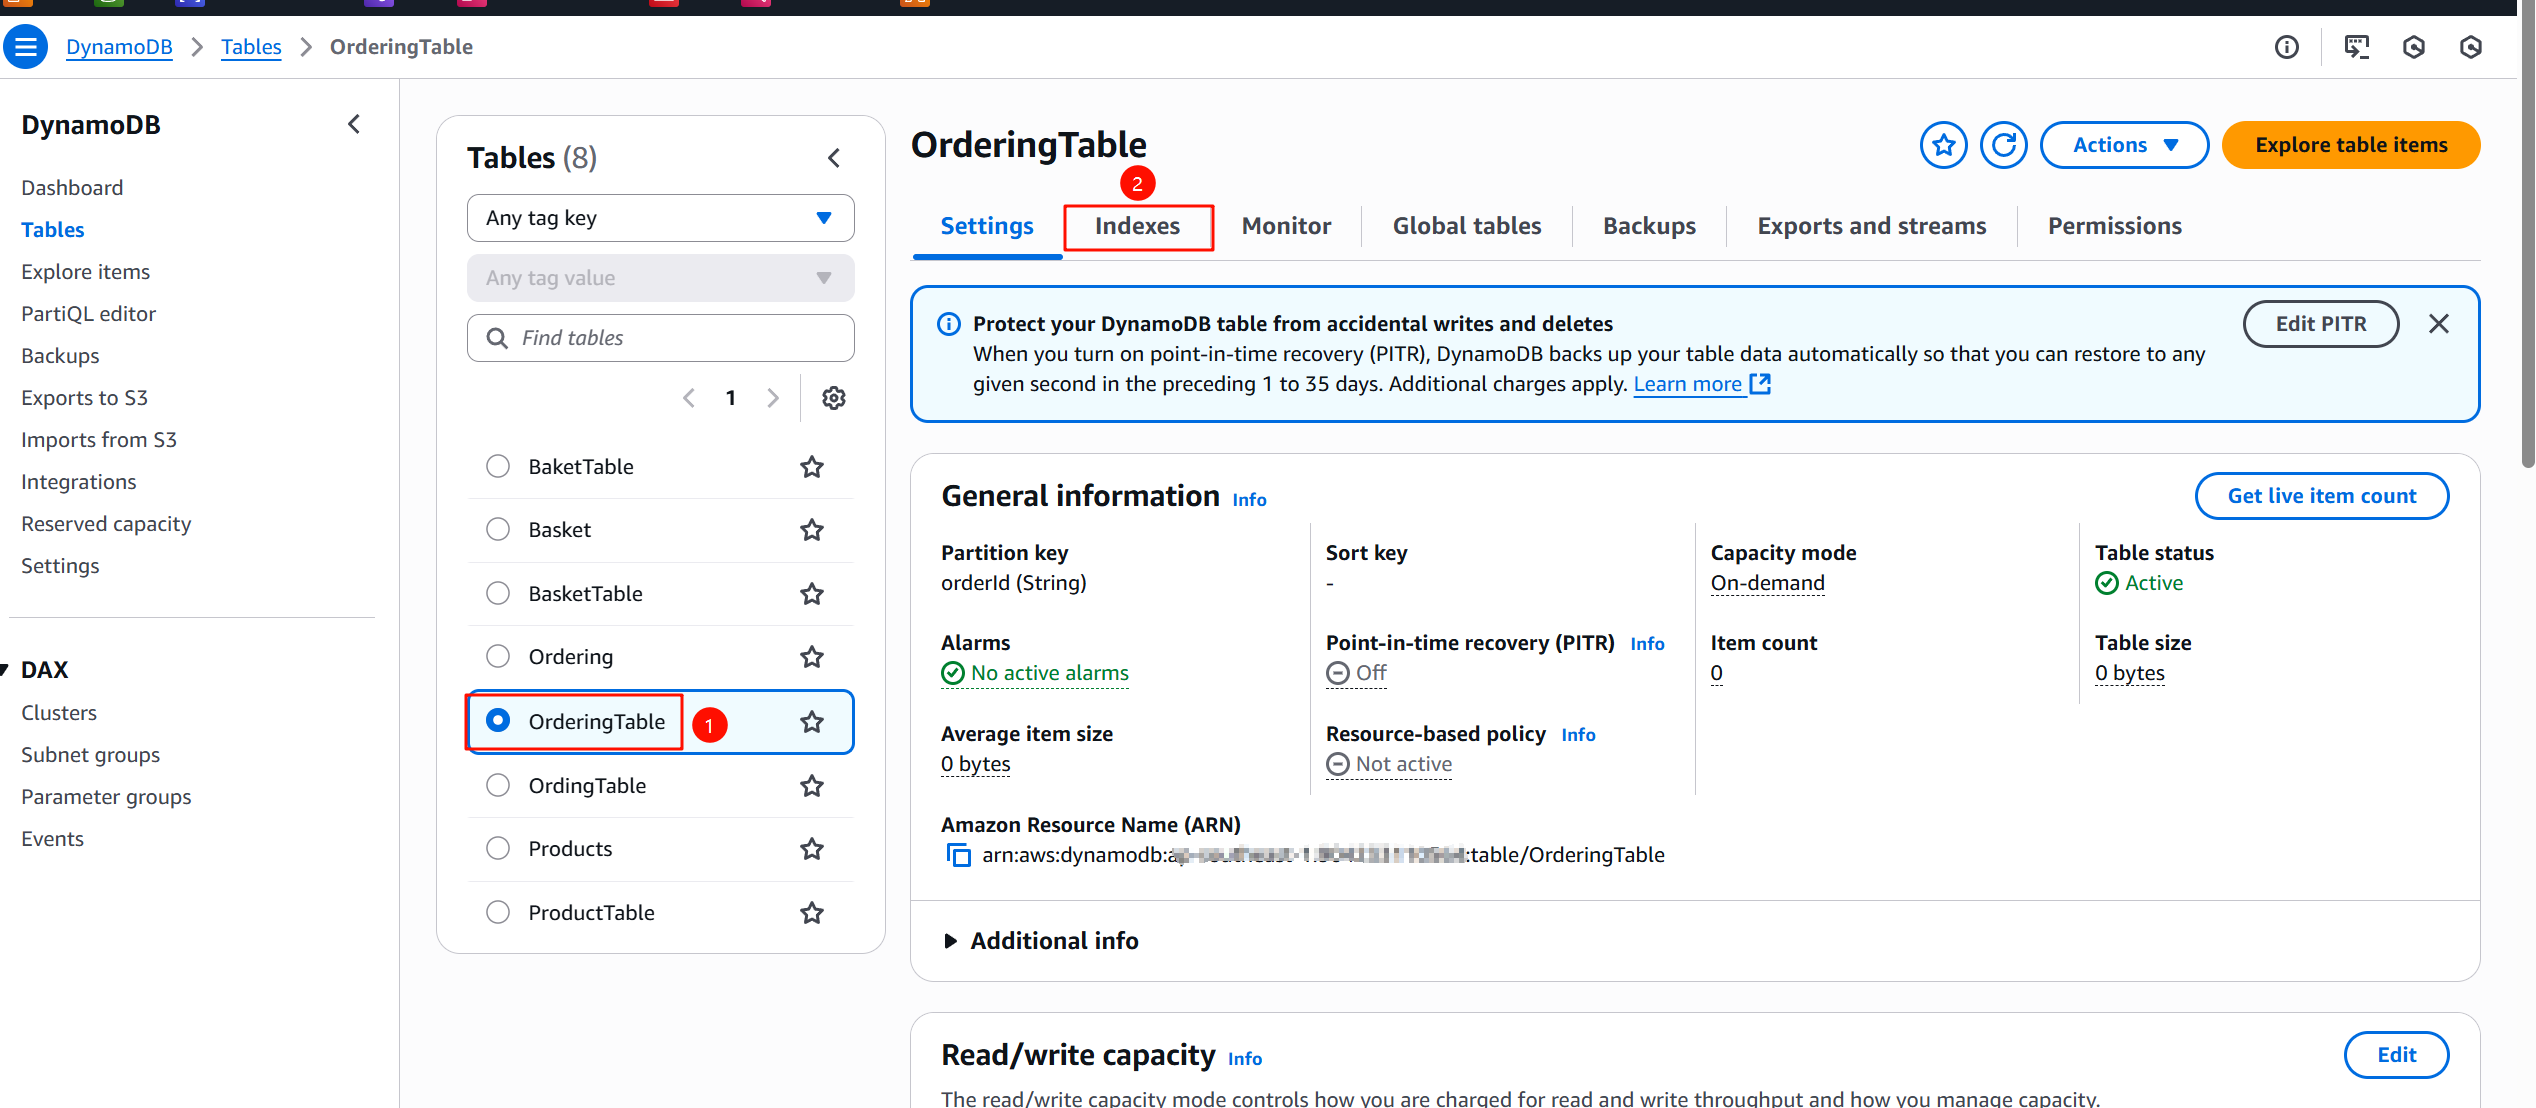 DynamoDB > Tables > OrderingTable
DynamoDB
Dashboard
Tables
Explore items
PartiQL editor
Backups
Exports to S3
Imports from S3
Integrations
Reserved capacity
Settings
DAX
Clusters
Subnet groups
Parameter groups
Events
Tables (8)
Any tag key
Any tag value
Find tables
1
BaketTable
Basket
BasketTable
Ordering
OrderingTable 1
OrdingTable
Products
ProductTable
OrderingTable
Actions
Explore table items
2
Settings Indexes Monitor Global tables Backups Exports and streams Permissions
Protect your DynamoDB table from accidental writes and deletes
When you turn on point-in-time recovery (PITR), DynamoDB backs up your table data automatically so that you can restore to any
given second in the preceding 1 to 35 days. Additional charges apply. Learn more
Edit PITR
General information Info
Get live item count
Partition key
orderId (String)
Sort key
-
Capacity mode
On-demand
Table status
Active
Alarms
No active alarms
Point-in-time recovery (PITR) Info
Off
Item count
0
Table size
0 bytes
Average item size
0 bytes
Resource-based policy Info
Not active
Amazon Resource Name (ARN)
arn:aws:dynamodb: :table/OrderingTable
Additional info
Read/write capacity Info
Edit
The read/write capacity mode controls how you are charged for read and write throughput and how you manage capacity.